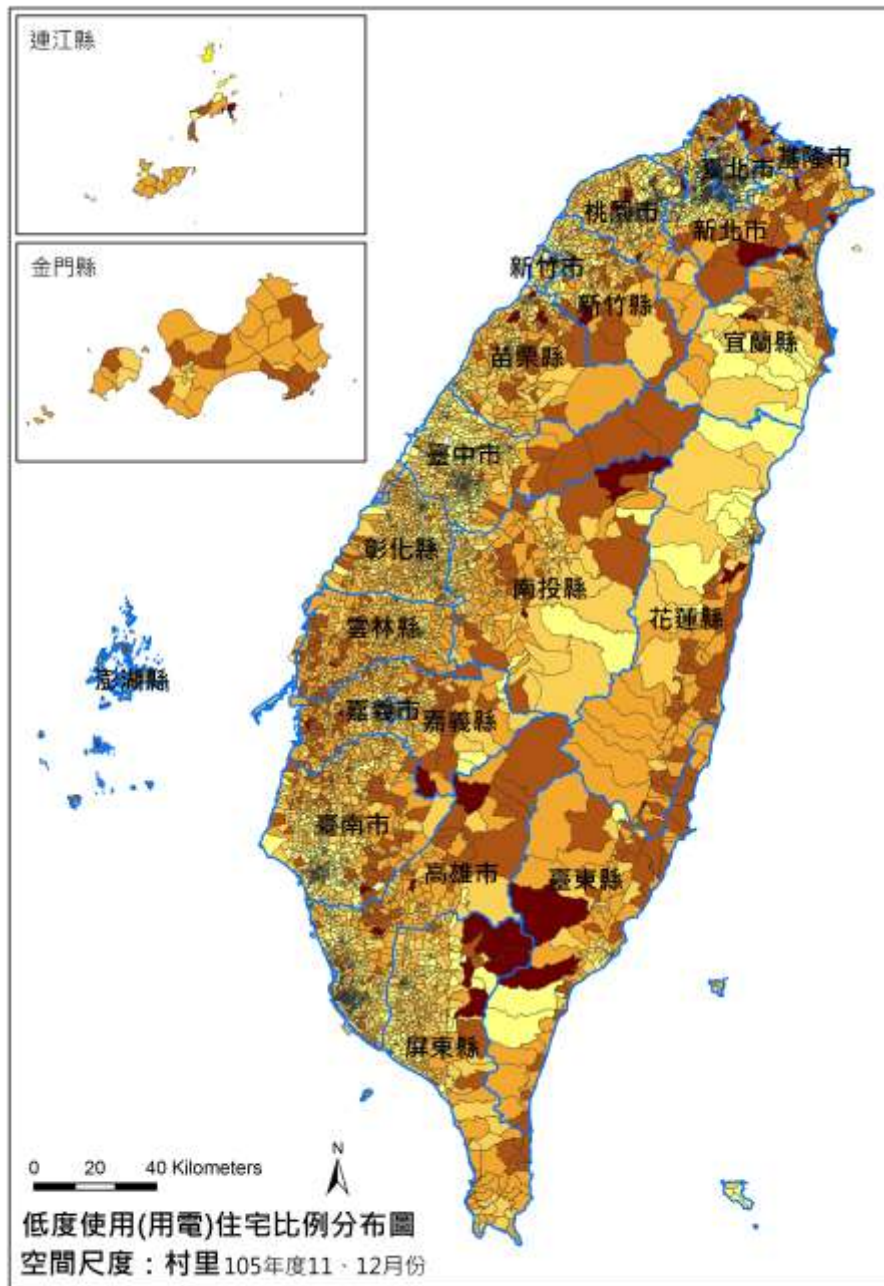 連江縣
金門縣
基隆市
臺北市
桃園市
新北市
新竹市
新竹縣
宜蘭縣
苗栗縣
臺中市
彰化縣
南投縣
花蓮縣
雲林縣
澎湖縣
嘉義市
嘉義縣
臺南市
高雄市
臺東縣
屏東縣
N
0 20 40 Kilometers
低度使用(用電)住宅比例分布圖
空間尺度：村里105年度11、12月份